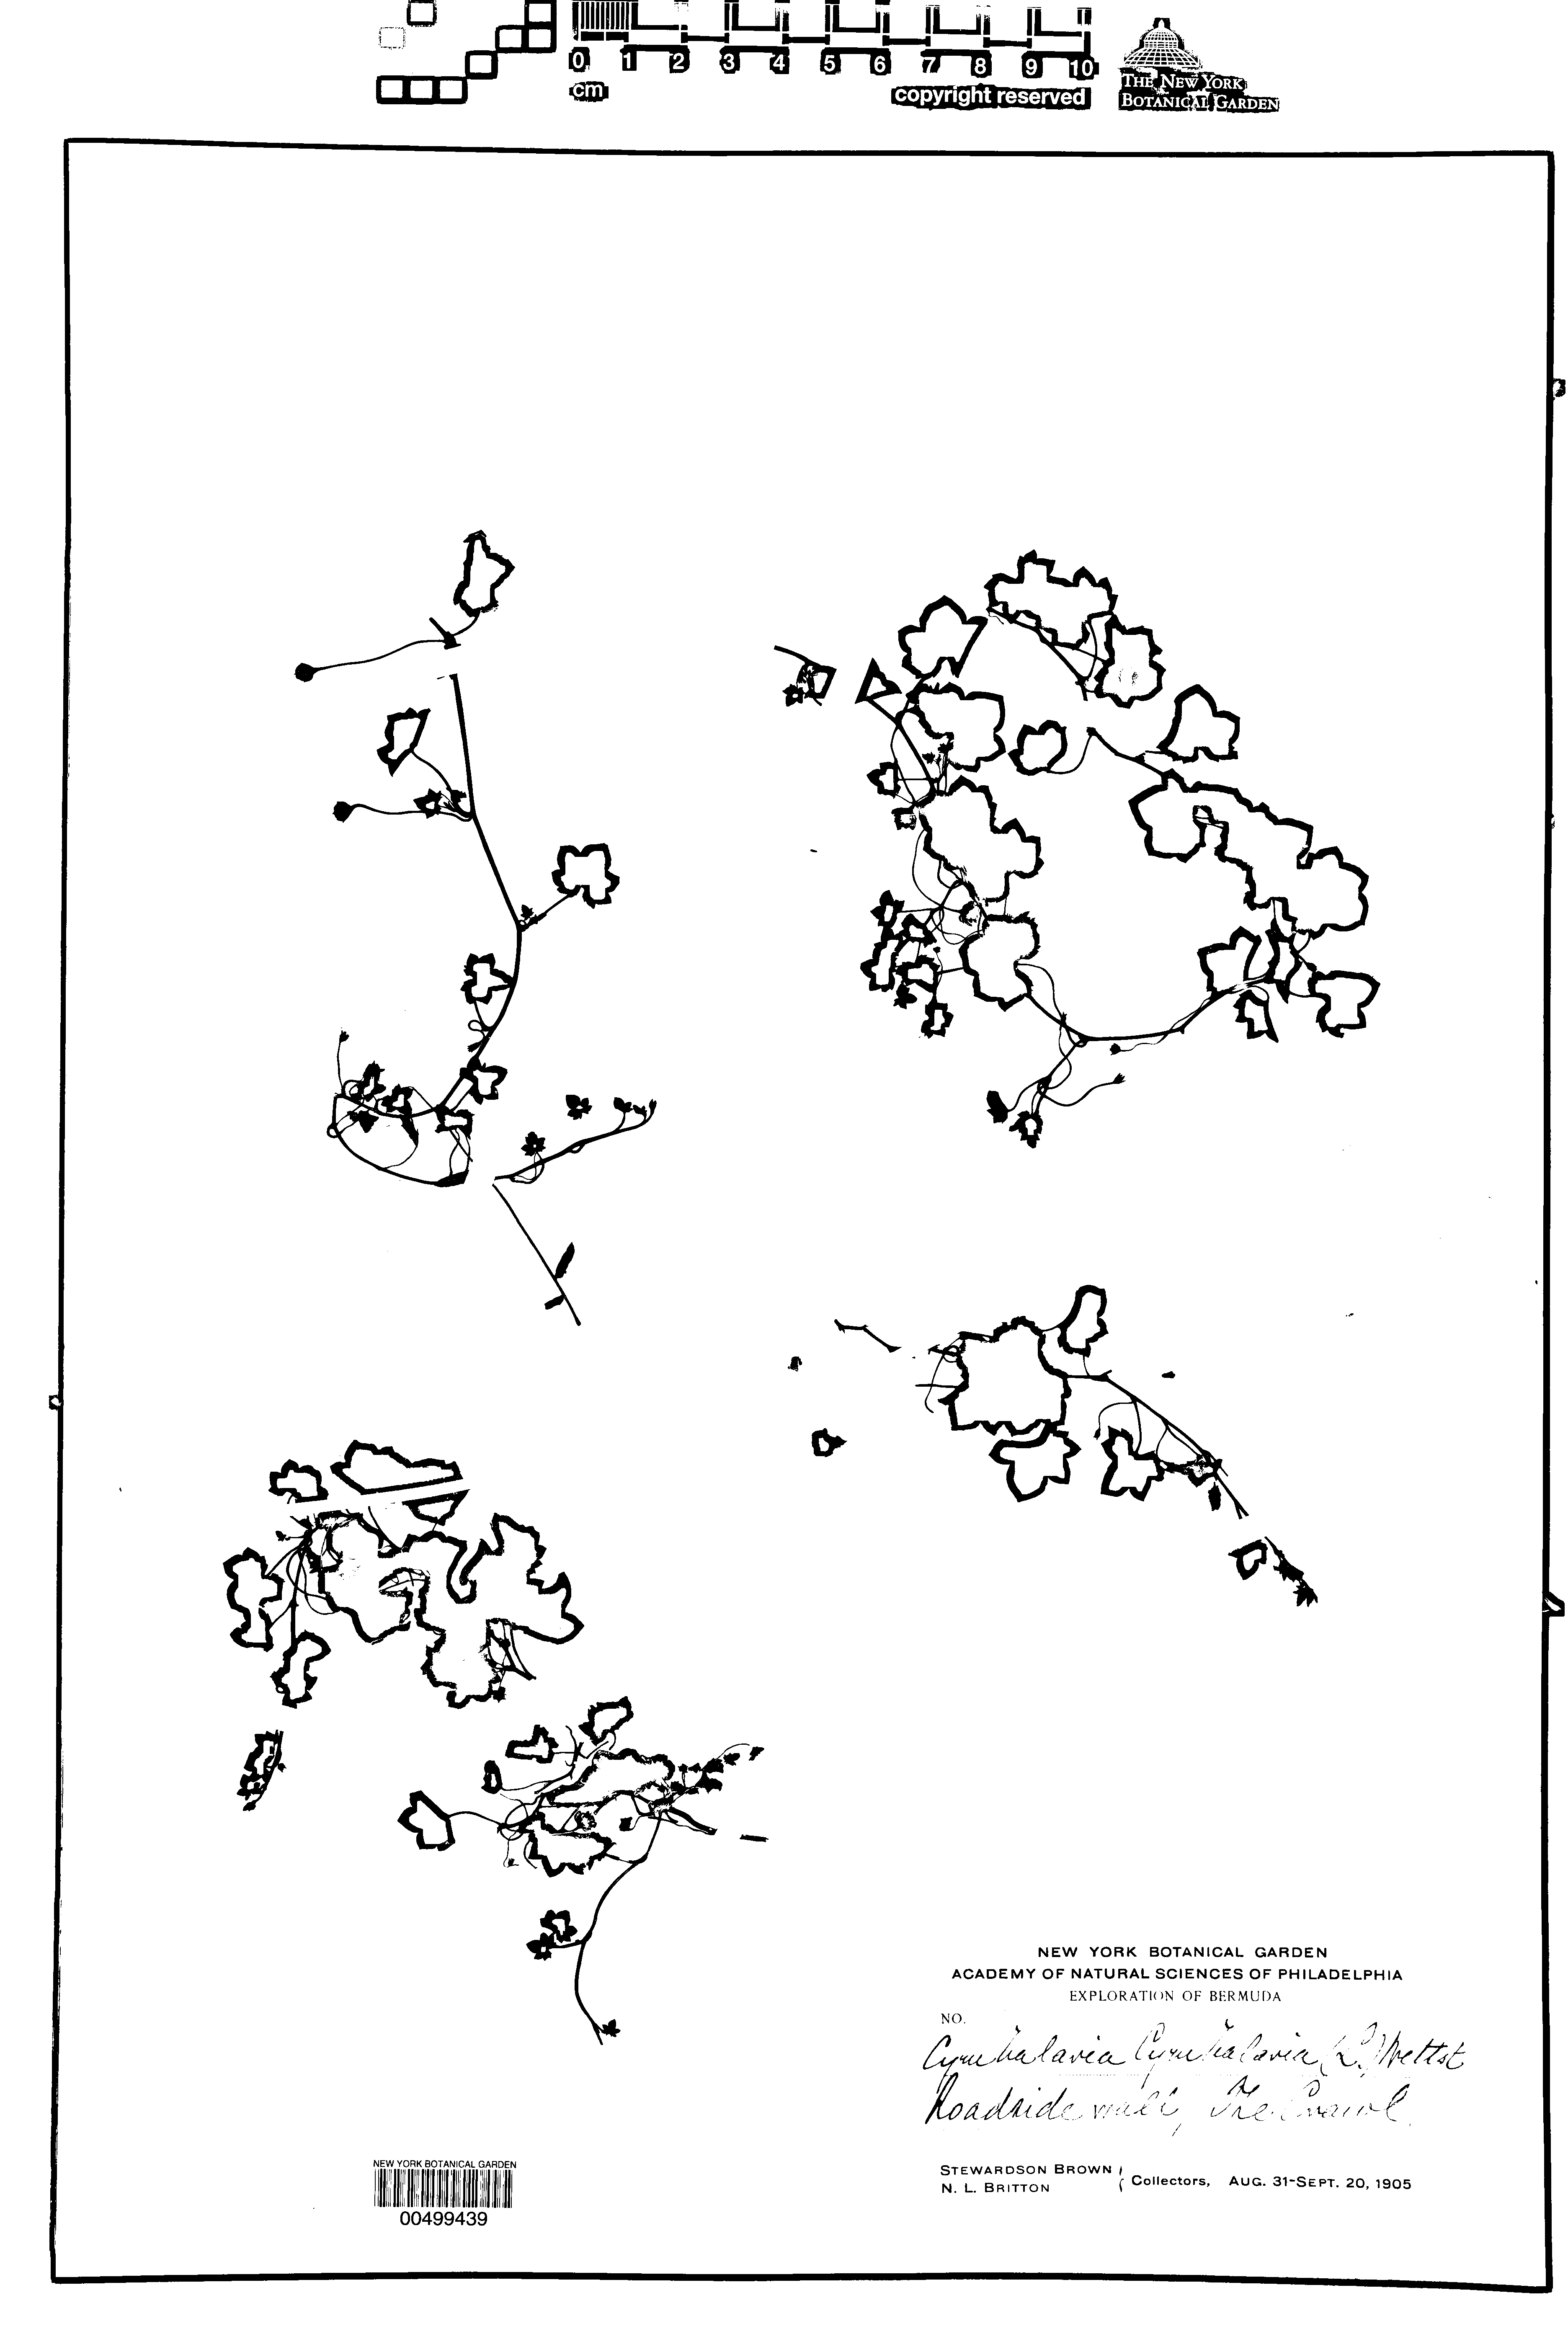 0 1 2 3 4 5 6 7 8 9 10
cm
copyright reserved
THE NEW YORK
BOTANICAL GARDEN
NEW YORK BOTANICAL GARDEN
ACADEMY OF NATURAL SCIENCES OF PHILADELPHIA
EXPLORATION OF BERMUDA
NO.
Cymbalaria Cymbalaria (L.) Wettst
Roadside wall, The Crawl
STEWARDSON BROWN
N. L. BRITTON
Collectors, AUG. 31-SEPT. 20, 1905
NEW YORK BOTANICAL GARDEN
00499439